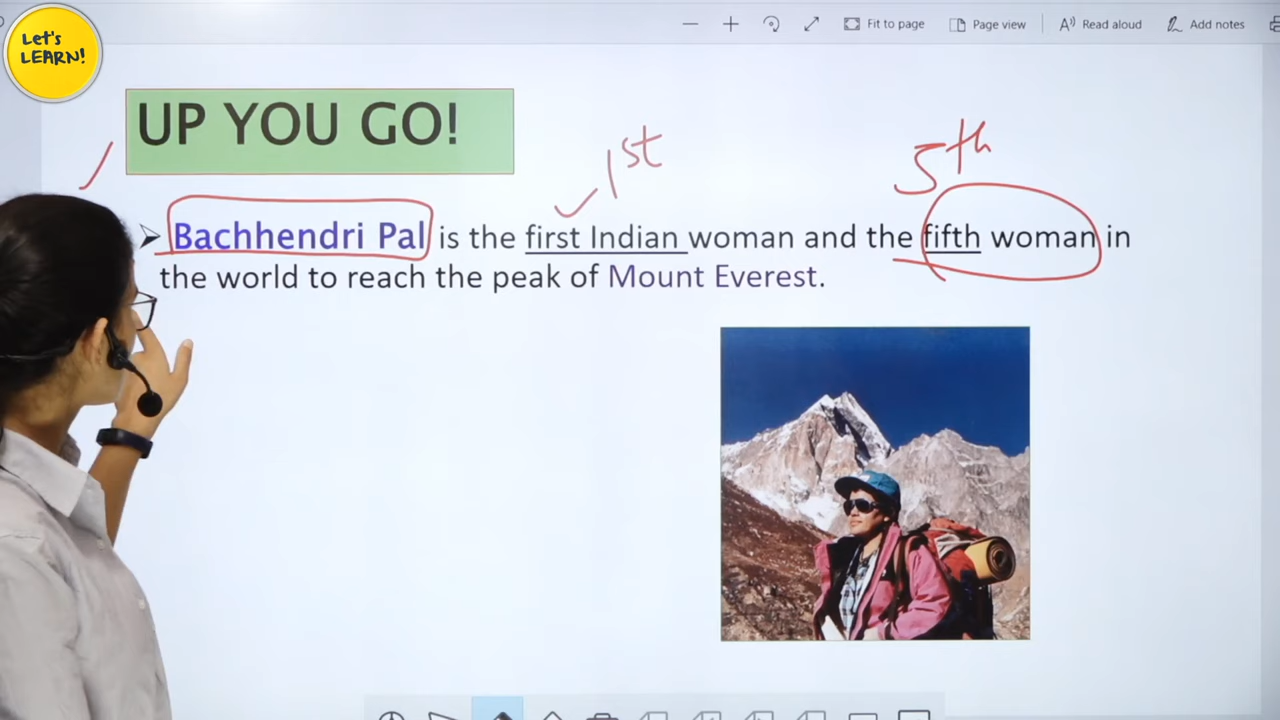 Let's
LEARN!
Fit to page
Page view
Read aloud
Add notes
UP YOU GO!
1st
5th
Bachhendri Pal is the first Indian woman and the fifth woman in
the world to reach the peak of Mount Everest.